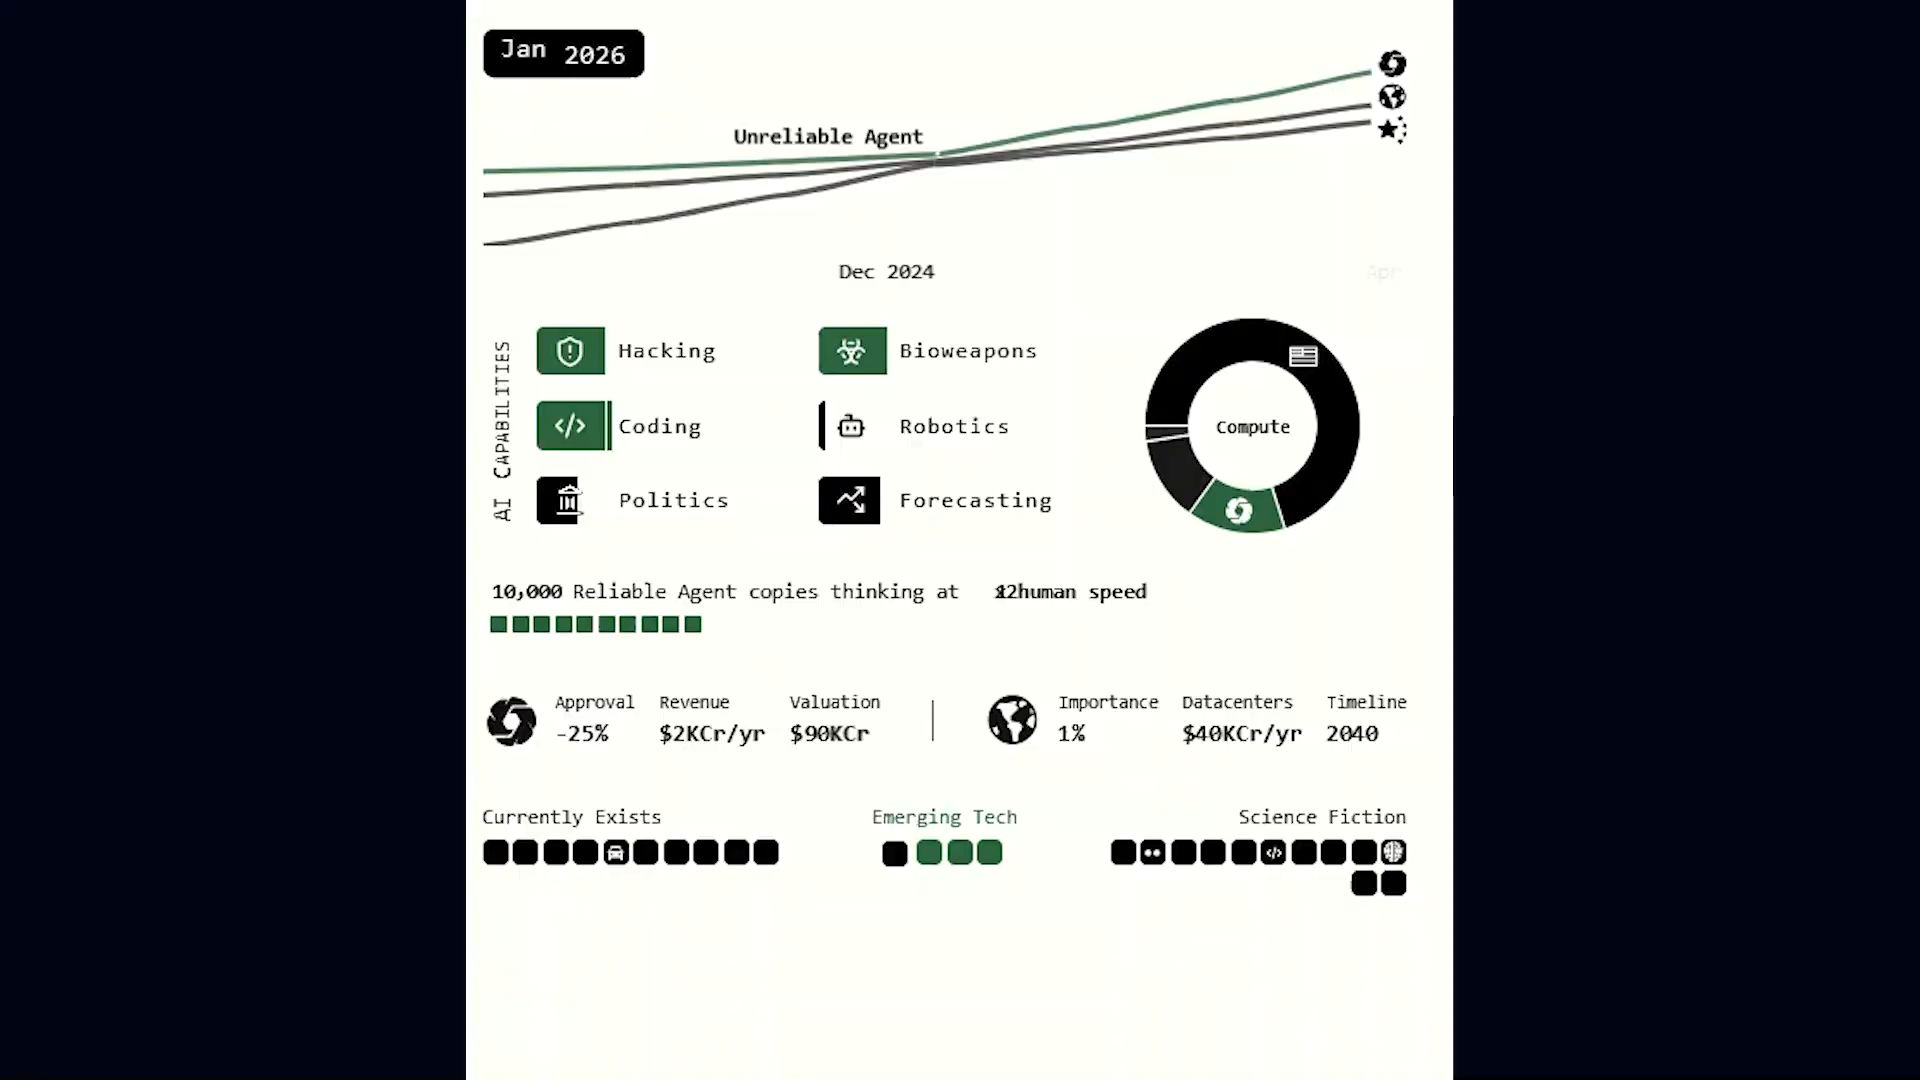 Jan 2026
Unreliable Agent
Dec 2024
Apr
AI CAPABILITIES
Hacking
Bioweapons
Coding
Robotics
Politics
Forecasting
Compute
10,000 Reliable Agent copies thinking at human speed
Approval
Revenue
Valuation
-25%
$2KCr/yr
$90KCr
Importance
Datacenters
Timeline
1%
$40KCr/yr
2040
Currently Exists
Emerging Tech
Science Fiction